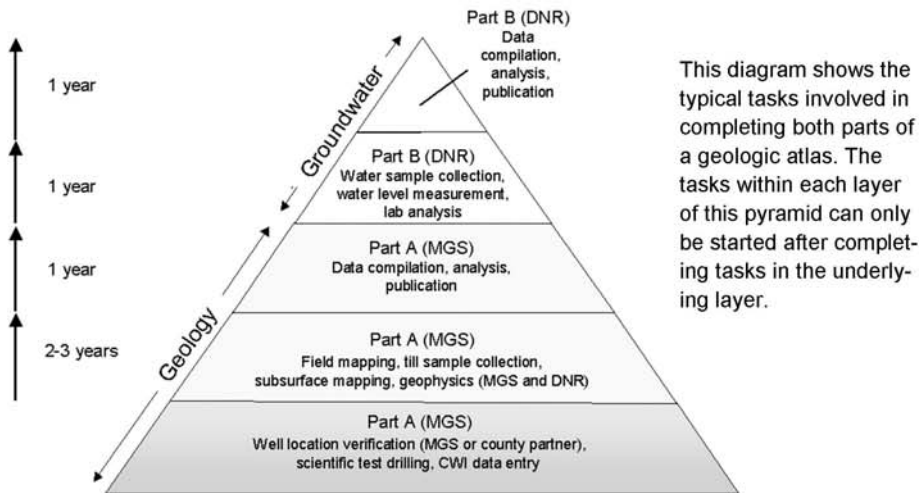 Part B (DNR)
Data
compilation,
analysis,
publication
1 year
Groundwater
Part B (DNR)
Water sample collection,
water level measurement,
lab analysis
1 year
Part A (MGS)
Data compilation, analysis,
publication
1 year
Geology
Part A (MGS)
Field mapping, till sample collection,
subsurface mapping, geophysics (MGS and DNR)
2-3 years
Part A (MGS)
Well location verification (MGS or county partner),
scientific test drilling, CWI data entry
This diagram shows the
typical tasks involved in
completing both parts of
a geologic atlas. The
tasks within each layer
of this pyramid can only
be started after complet-
ing tasks in the underly-
ing layer.